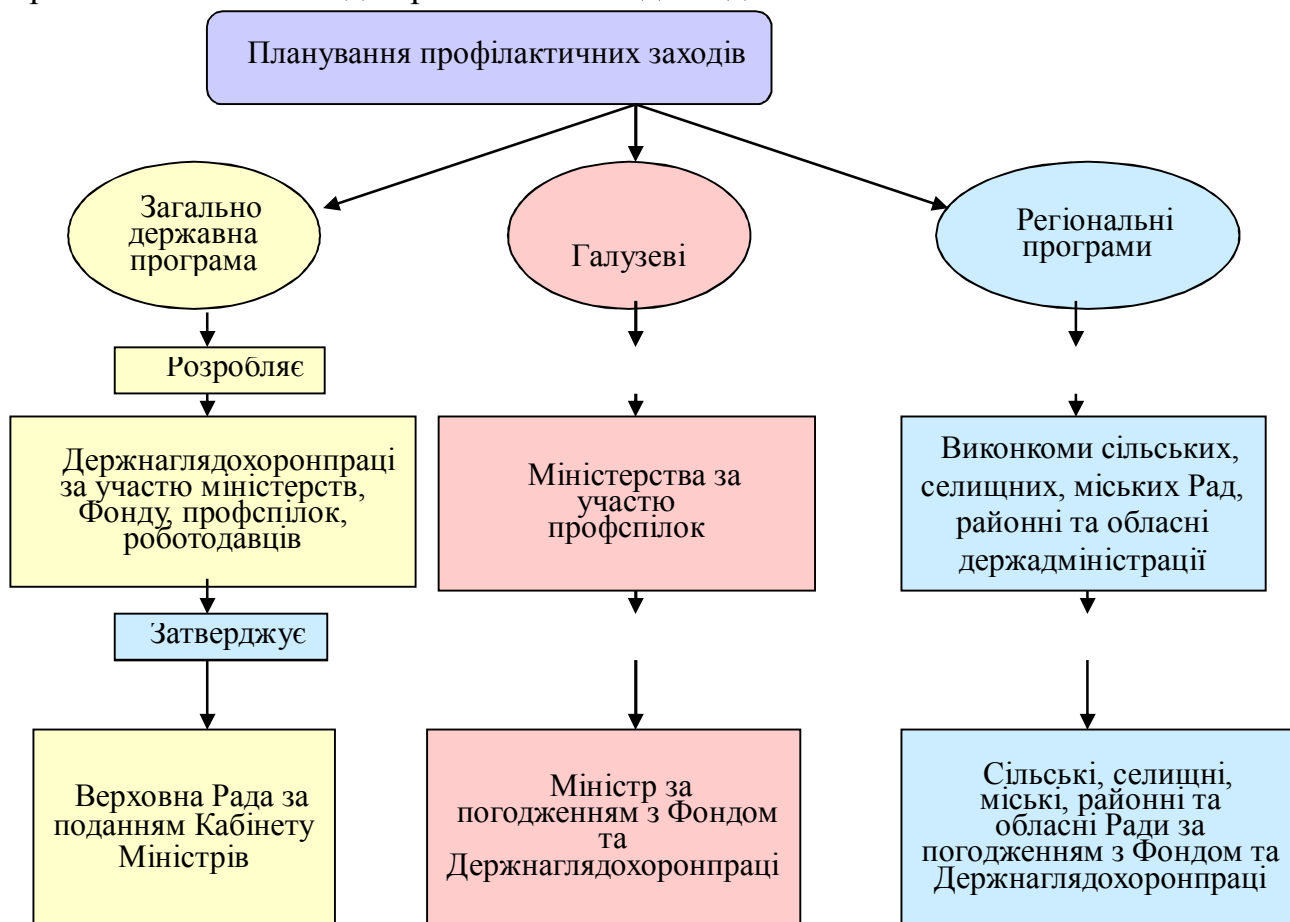 Планування профілактичних заходів
Загально
державна
програма
Галузеві
Регіональні
програми
Розробляє
Держнаглядохоронпраці
за участю міністерств,
Фонду, профспілок,
роботодавців
Міністерства за
участю
профспілок
Виконкоми сільських,
селищних, міських Рад,
районні та обласні
держадміністрації
Затверджує
Верховна Рада за
поданням Кабінету
Міністрів
Міністр за
погодженням з Фондом
та
Держнаглядохоронпраці
Сільські, селищні,
міські, районні та
обласні Ради за
погодженням з Фондом та
Держнаглядохоронпраці